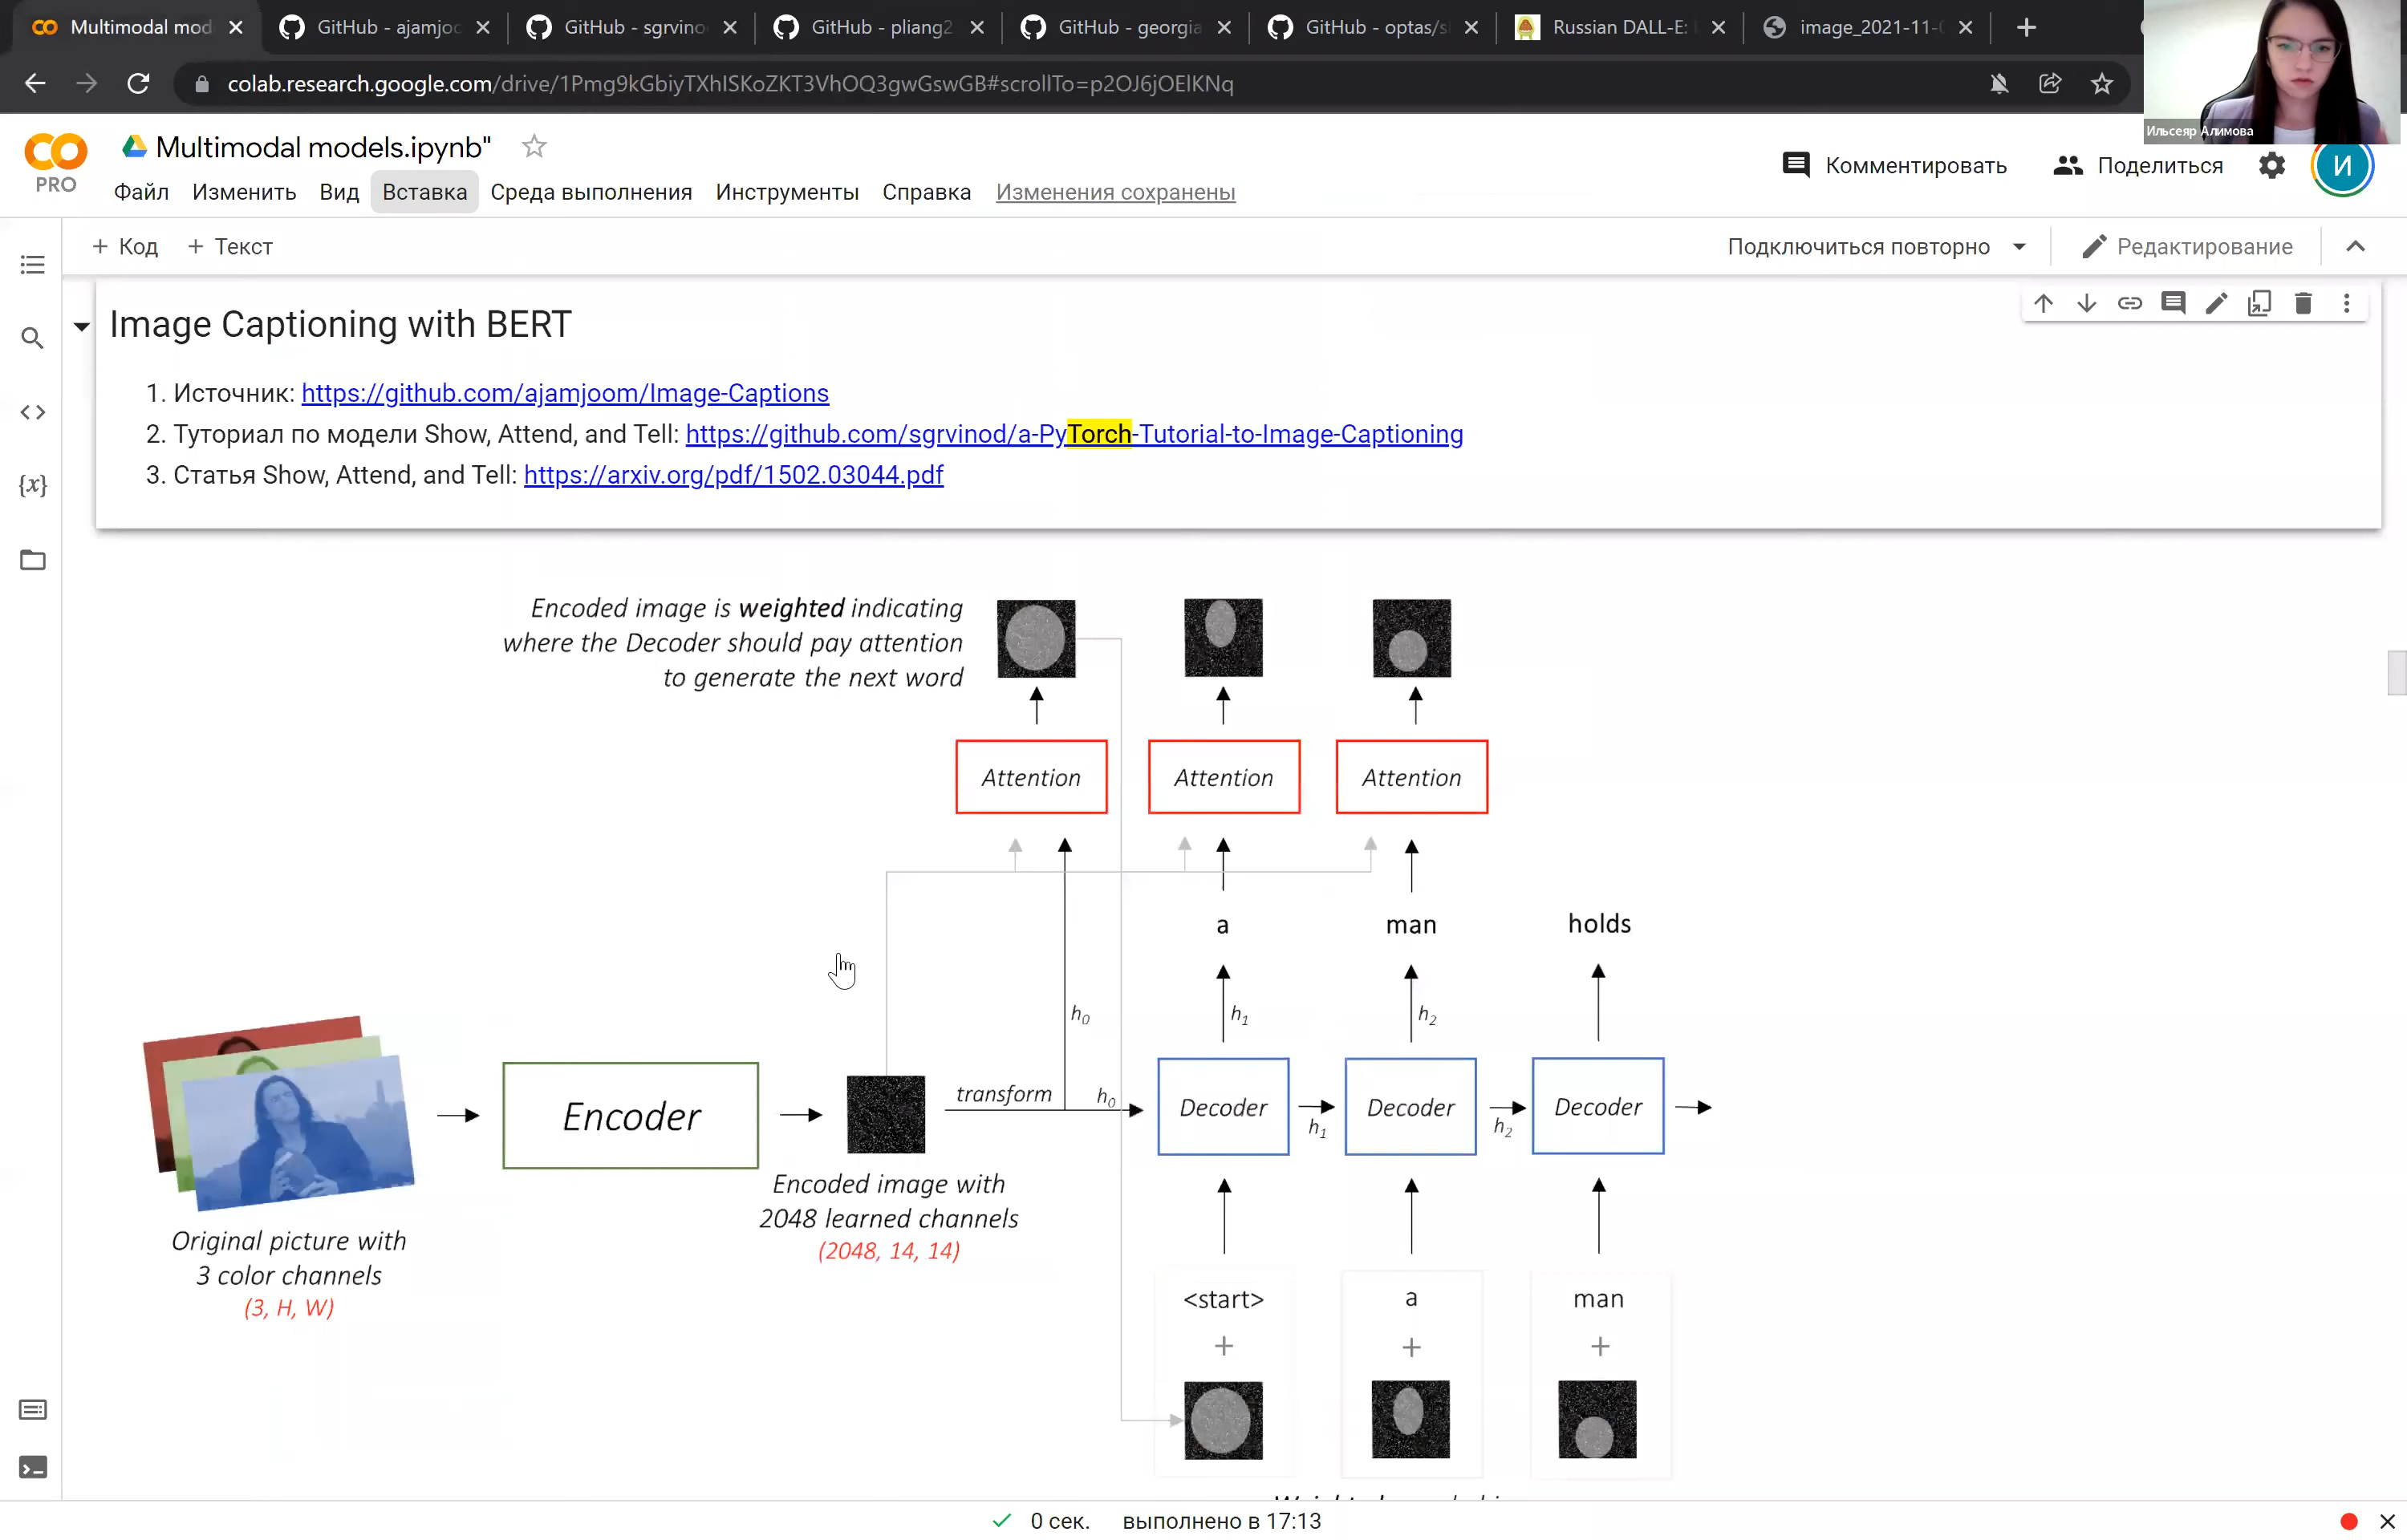 Multimodal mod
GitHub - ajamjoo
GitHub - sgrvino
GitHub - pliang2
GitHub - georgia
GitHub - optas/s
Russian DALL-E:
image_2021-11-
colab.research.google.com/drive/1Pmg9kGbiyTXhISKoZKT3VhOQ3gwGswGB#scrollTo=p2OJ6jOElKNq
Ильсеяр Алимова
PRO
Multimodal models.ipynb"
Файл Изменить Вид Вставка Среда выполнения Инструменты Справка Изменения сохранены
Комментировать Поделиться И
+ Код + Текст
Подключиться повторно Редактирование
Image Captioning with BERT
1. Источник: https://github.com/ajamjoom/Image-Captions
2. Туториал по модели Show, Attend, and Tell: https://github.com/sgrvinod/a-PyTorch-Tutorial-to-Image-Captioning
3. Статья Show, Attend, and Tell: https://arxiv.org/pdf/1502.03044.pdf
Encoded image is weighted indicating
where the Decoder should pay attention
to generate the next word
Attention Attention Attention
a man holds
h0 h1 h2
Encoder
transform h0
Decoder h1 Decoder h2 Decoder
Encoded image with
2048 learned channels
(2048, 14, 14)
Original picture with
3 color channels
(3, H, W)
<start> a man
+ + +
0 сек. выполнено в 17:13